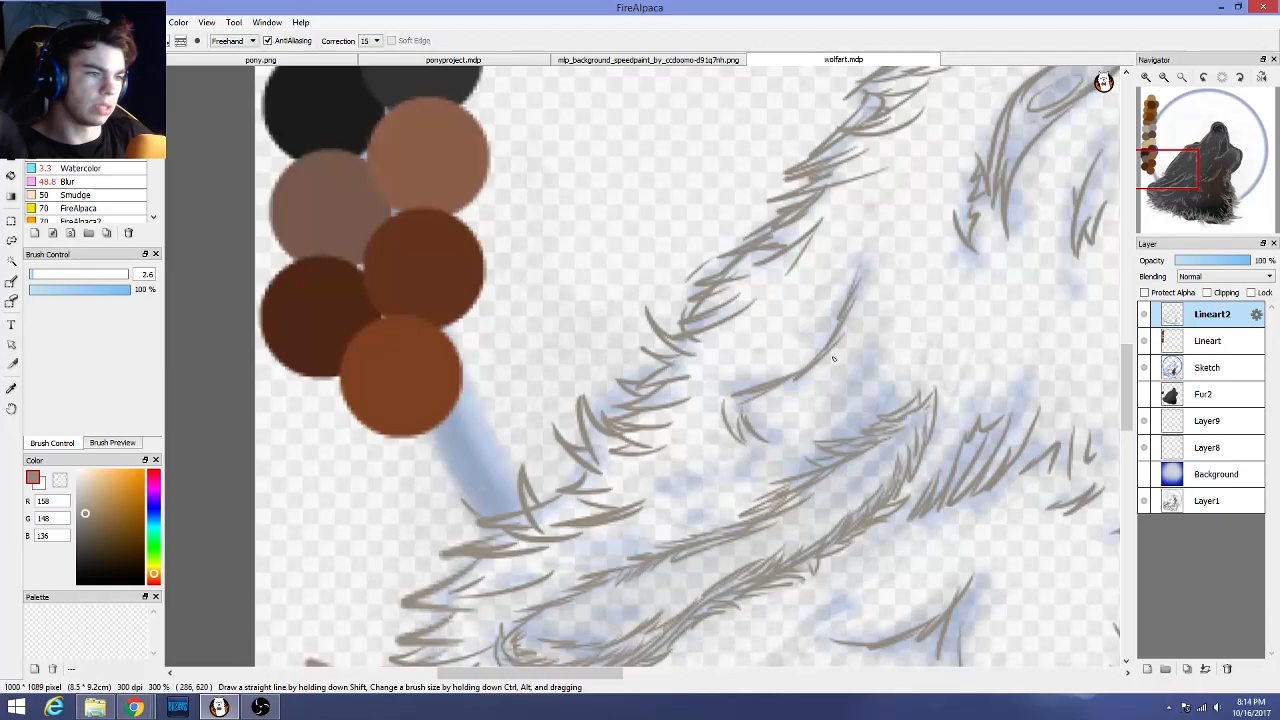 FireAlpaca
Color View Tool Window Help
Freehand AntiAliasing Correction 15 Soft Edge
pony.png ponyproject.mdp mlp_background_speedpaint_by_ccdoomo-d91q7nh.png wolfart.mdp
Navigator
3.3 Watercolor
48.8 Blur
50 Smudge
70 FireAlpaca
70 FireAlpaca2
Brush Control
2.6
100 %
Brush Control Brush Preview
Color
R 158
G 148
B 136
Palette
---
Layer
Opacity 100 %
Blending Normal
Protect Alpha Clipping Lock
Lineart2
Lineart
Sketch
Fur2
Layer9
Layer8
Background
Layer1
(8.5 * 9.2cm) 300 dpi 300 % (286, 620) Draw a straight line by holding down Shift, Change a brush size by holding down Ctrl, Alt, and dragging
8:14 PM
10/16/2017